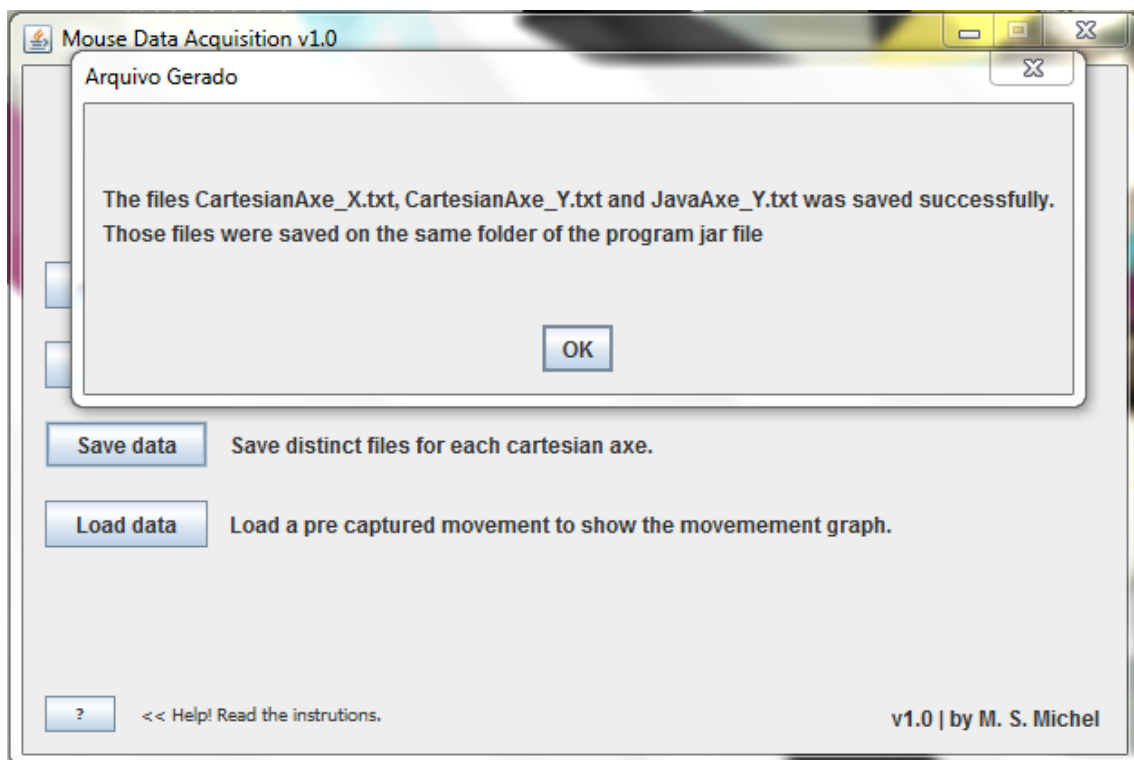 Mouse Data Acquisition v1.0
Arquivo Gerado
The files CartesianAxe_X.txt, CartesianAxe_Y.txt and JavaAxe_Y.txt was saved successfully.
Those files were saved on the same folder of the program jar file
OK
Save data
Save distinct files for each cartesian axe.
Load data
Load a pre captured movement to show the movemement graph.
?
<< Help! Read the instrutions.
v1.0 | by M. S. Michel